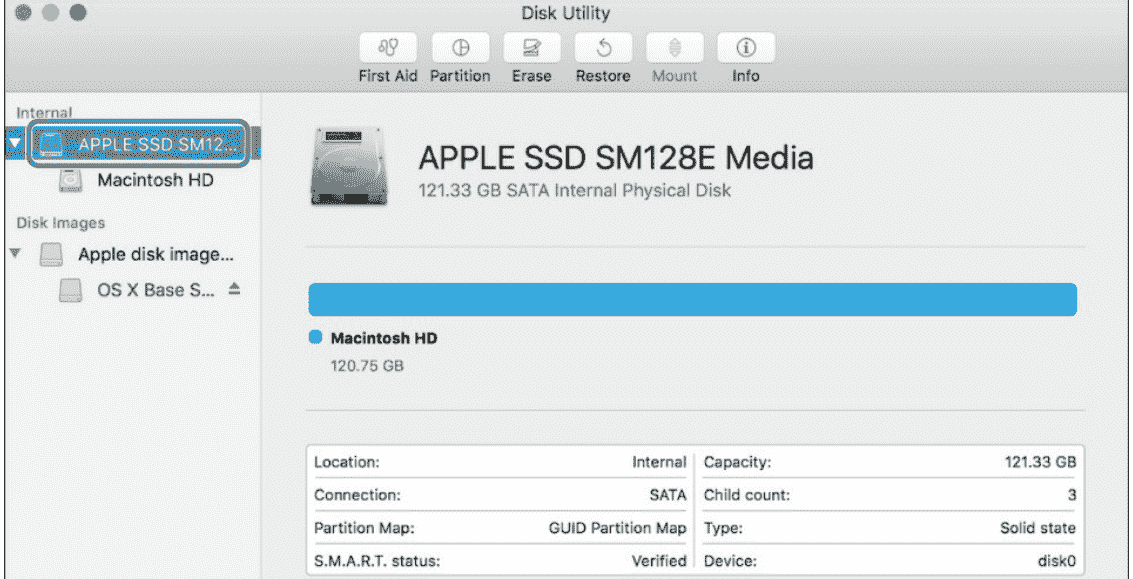 Disk Utility
First Aid Partition Erase Restore Mount Info
Internal
APPLE SSD SM12...
Macintosh HD
Disk Images
Apple disk image...
OS X Base S...
APPLE SSD SM128E Media
121.33 GB SATA Internal Physical Disk
Macintosh HD
120.75 GB
Location: Internal Capacity: 121.33 GB
Connection: SATA Child count: 3
Partition Map: GUID Partition Map Type: Solid state
S.M.A.R.T. status: Verified Device: disk0